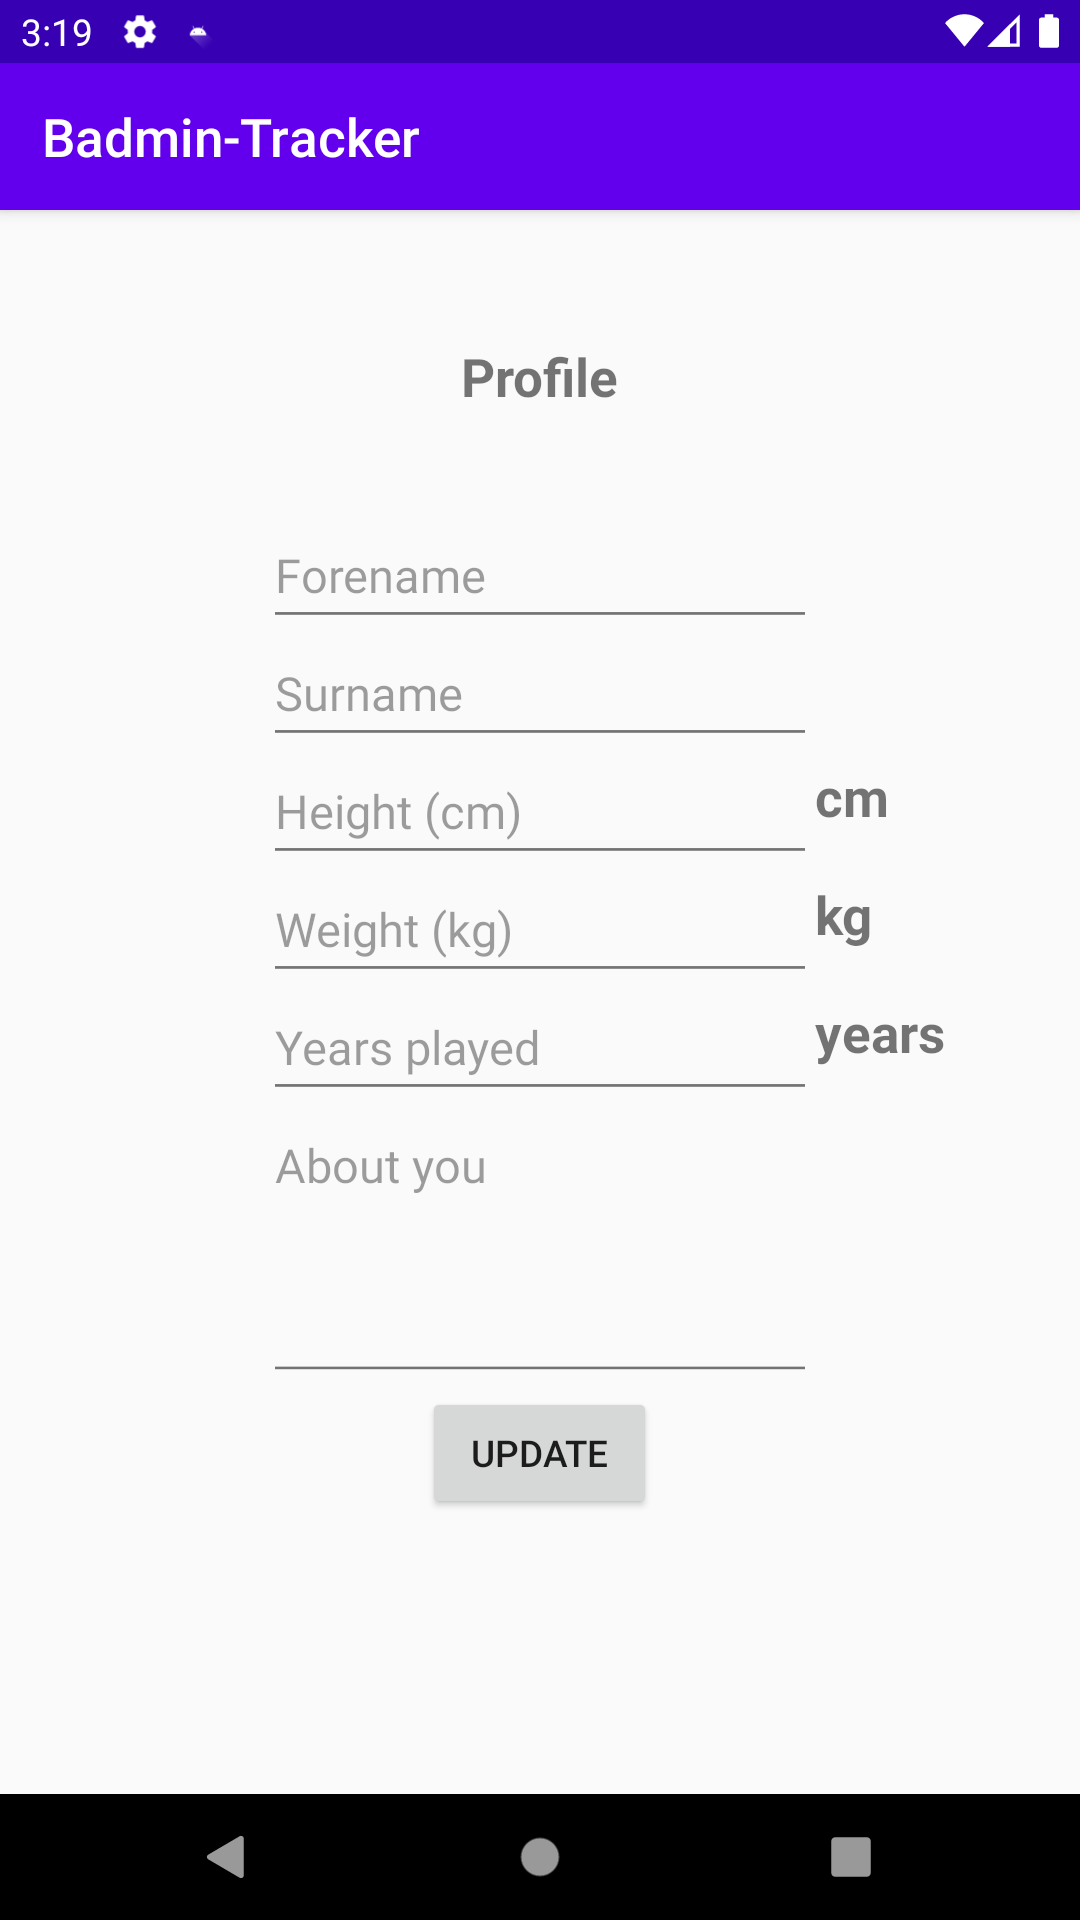 3:19
Badmin-Tracker
Profile
Forename
Surname
Height (cm) cm
Weight (kg) kg
Years played years
About you
UPDATE